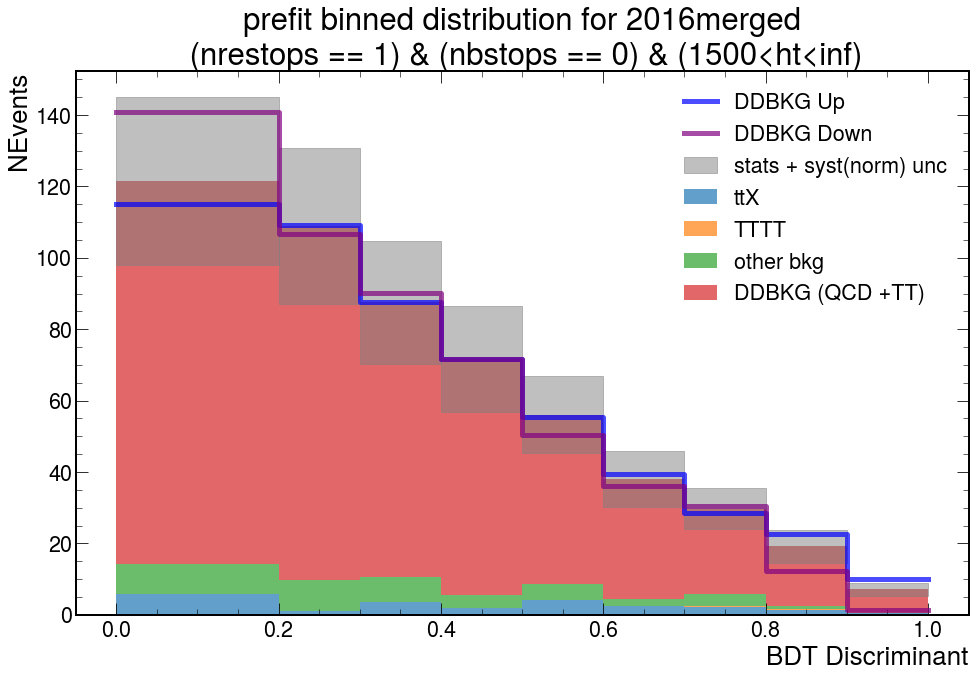 prefit binned distribution for 2016merged
(nrestops == 1) & (nbstops == 0) & (1500<ht<inf)
NEvents
140
120
100
80
60
40
20
0
DDBKG Up
DDBKG Down
stats + syst(norm) unc
ttX
TTTT
other bkg
DDBKG (QCD +TT)
0.0 0.2 0.4 0.6 0.8 1.0
BDT Discriminant